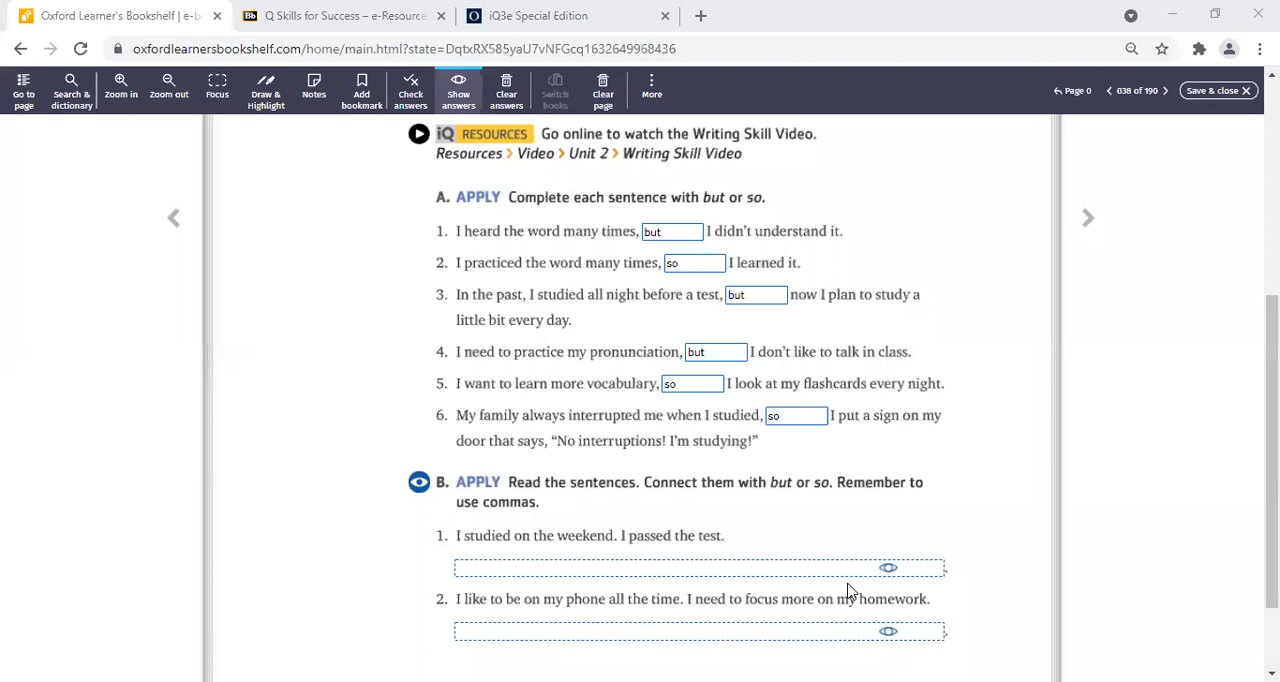 Oxford Learner's Bookshelf | e-b
Bb Q Skills for Success – e-Resource
iQ3e Special Edition
oxfordlearnersbookshelf.com/home/main.html?state=DqtxRX585yaU7vNFGcq1632649968436
Go to page
Search & dictionary
Zoom in
Zoom out
Focus
Draw & Highlight
Notes
Add bookmark
Check answers
Show answers
Clear answers
Switch books
Clear page
More
Page 0
038 of 190
Save & close
iQ RESOURCES Go online to watch the Writing Skill Video.
Resources > Video > Unit 2 > Writing Skill Video
A. APPLY Complete each sentence with but or so.
1. I heard the word many times, but I didn't understand it.
2. I practiced the word many times, so I learned it.
3. In the past, I studied all night before a test, but now I plan to study a
little bit every day.
4. I need to practice my pronunciation, but I don't like to talk in class.
5. I want to learn more vocabulary, so I look at my flashcards every night.
6. My family always interrupted me when I studied, so I put a sign on my
door that says, “No interruptions! I'm studying!”
B. APPLY Read the sentences. Connect them with but or so. Remember to
use commas.
1. I studied on the weekend. I passed the test.
2. I like to be on my phone all the time. I need to focus more on my homework.